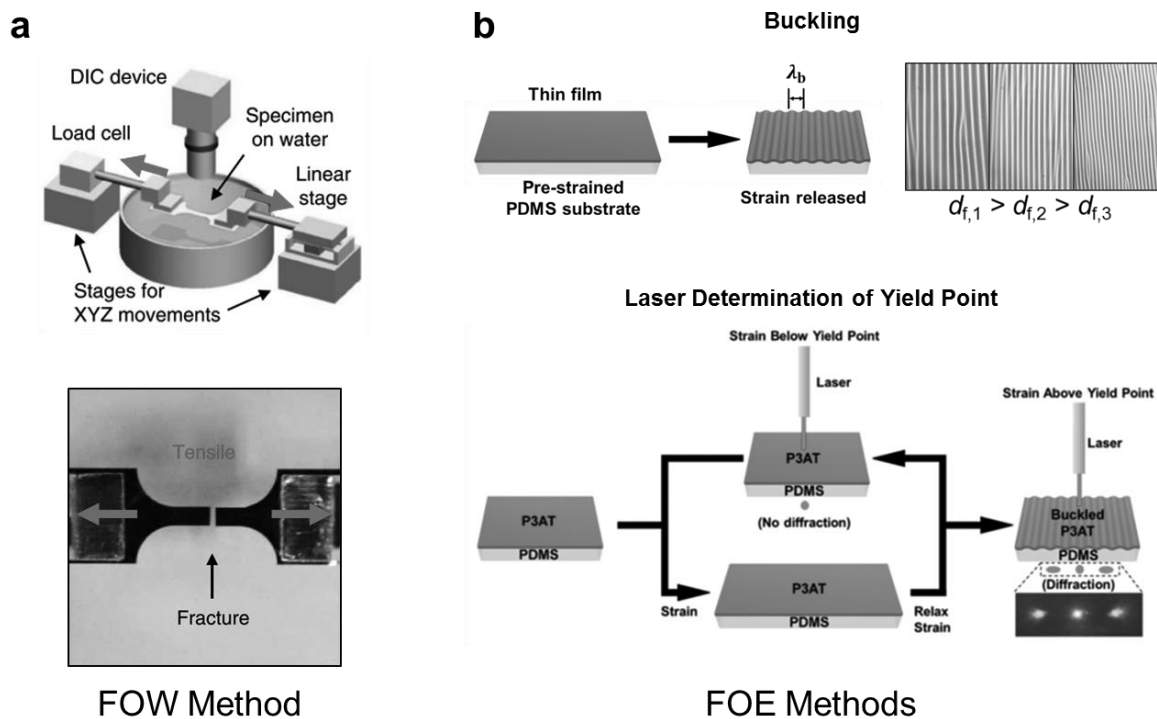 a
DIC device
Load cell
Specimen
on water
Linear
stage
Stages for
XYZ movements
Tensile
Fracture
FOW Method
b
Buckling
λb
Thin film
Pre-strained
PDMS substrate
Strain released
df,1 > df,2 > df,3
Laser Determination of Yield Point
Strain Below Yield Point
Laser
P3AT
PDMS
(No diffraction)
P3AT
PDMS
Strain
P3AT
PDMS
Relax
Strain
Strain Above Yield Point
Laser
Buckled
P3AT
PDMS
(Diffraction)
FOE Methods